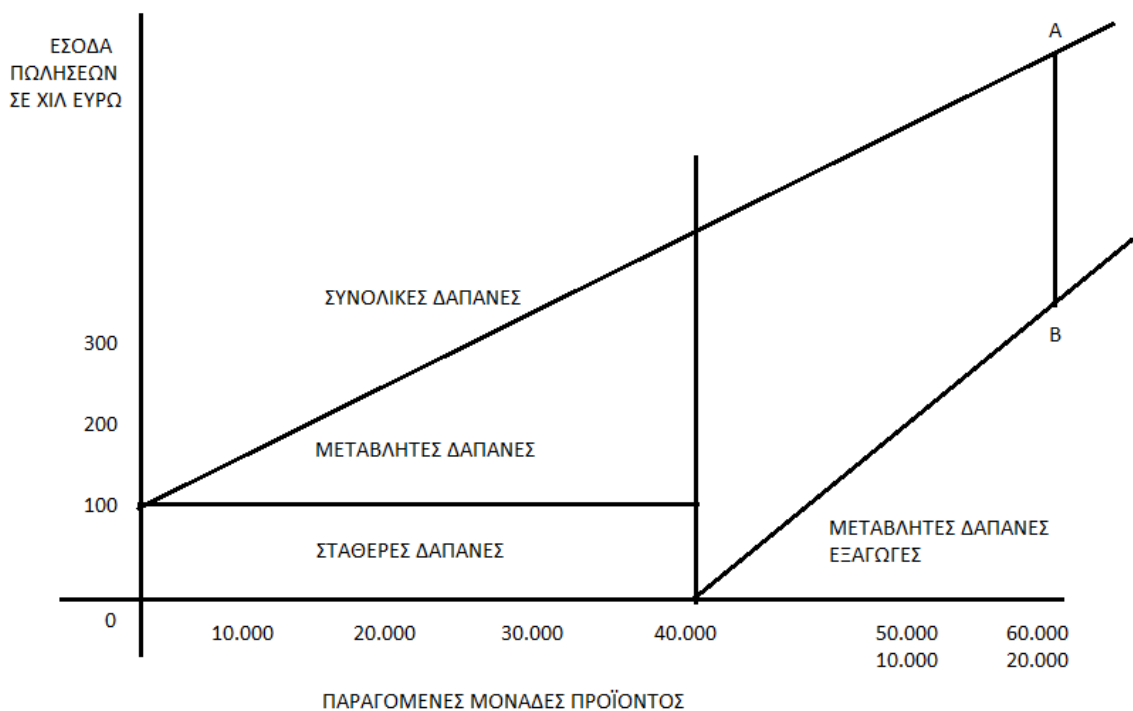 ΕΣΟΔΑ
ΠΩΛΗΣΕΩΝ
ΣΕ ΧΙΛ ΕΥΡΩ
Α
ΣΥΝΟΛΙΚΕΣ ΔΑΠΑΝΕΣ
300
Β
200
ΜΕΤΑΒΛΗΤΕΣ ΔΑΠΑΝΕΣ
100
ΣΤΑΘΕΡΕΣ ΔΑΠΑΝΕΣ
ΜΕΤΑΒΛΗΤΕΣ ΔΑΠΑΝΕΣ
ΕΞΑΓΩΓΕΣ
0
10.000 20.000 30.000 40.000 50.000 60.000
10.000 20.000
ΠΑΡΑΓΟΜΕΝΕΣ ΜΟΝΑΔΕΣ ΠΡΟΪΟΝΤΟΣ